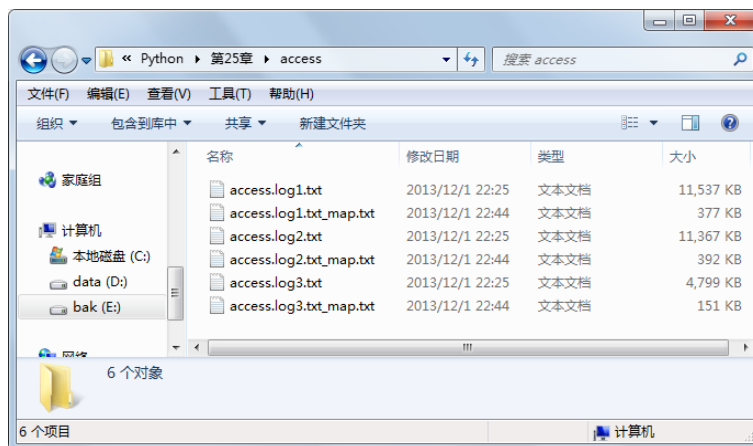 « Python ▸ 第25章 ▸ access 搜索 access
文件(F) 编辑(E) 查看(V) 工具(T) 帮助(H)
组织 包含到库中 共享 新建文件夹
名称 修改日期 类型 大小
家庭组
计算机
本地磁盘 (C:)
data (D:)
bak (E:)
网络
access.log1.txt 2013/12/1 22:25 文本文档 11,537 KB
access.log1.txt_map.txt 2013/12/1 22:44 文本文档 377 KB
access.log2.txt 2013/12/1 22:25 文本文档 11,367 KB
access.log2.txt_map.txt 2013/12/1 22:44 文本文档 392 KB
access.log3.txt 2013/12/1 22:25 文本文档 4,799 KB
access.log3.txt_map.txt 2013/12/1 22:44 文本文档 151 KB
6 个对象
6 个项目 计算机